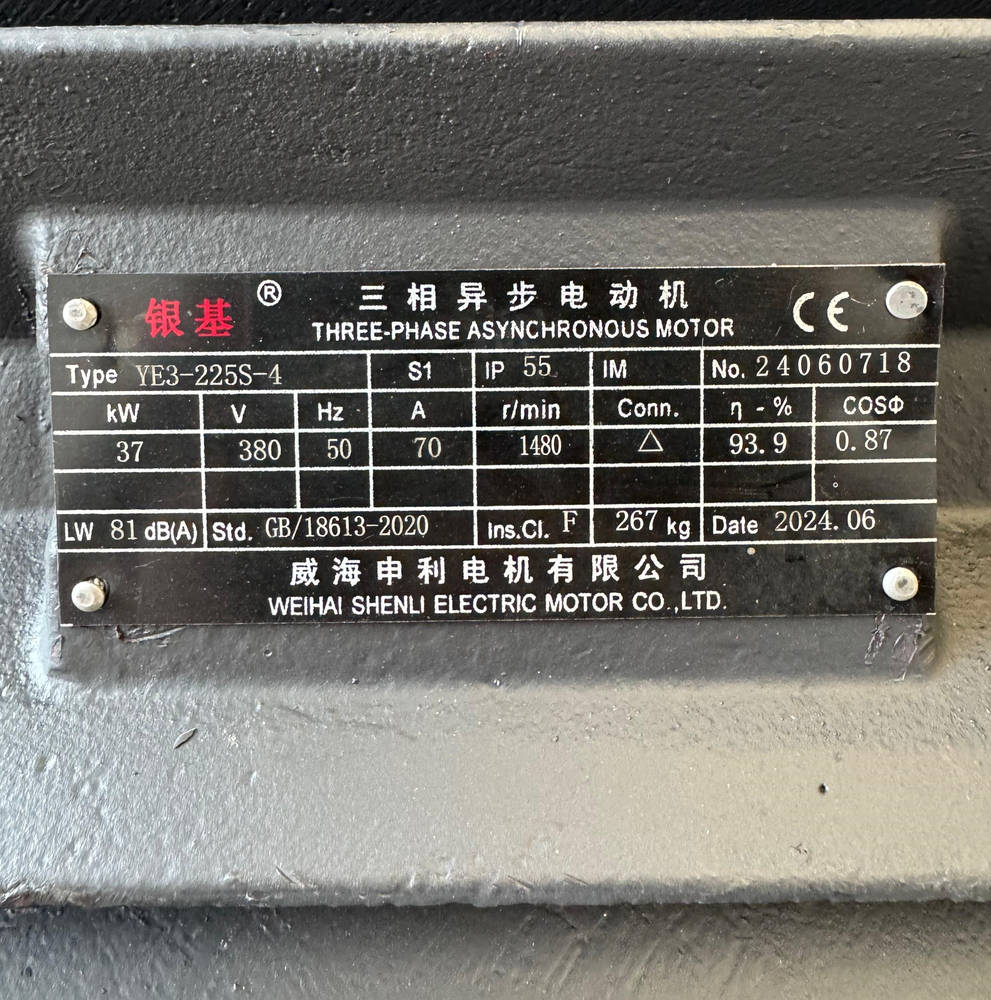 银基 ® 三相异步电动机 CE
THREE-PHASE ASYNCHRONOUS MOTOR
Type YE3-225S-4 S1 IP 55 IM No. 24060718
kW V Hz A r/min Conn. η - % COSΦ
37 380 50 70 1480 △ 93.9 0.87
LW 81 dB(A) Std. GB/18613-2020 Ins.Cl. F 267 kg Date 2024.06
威海申利电机有限公司
WEIHAI SHENLI ELECTRIC MOTOR CO.,LTD.